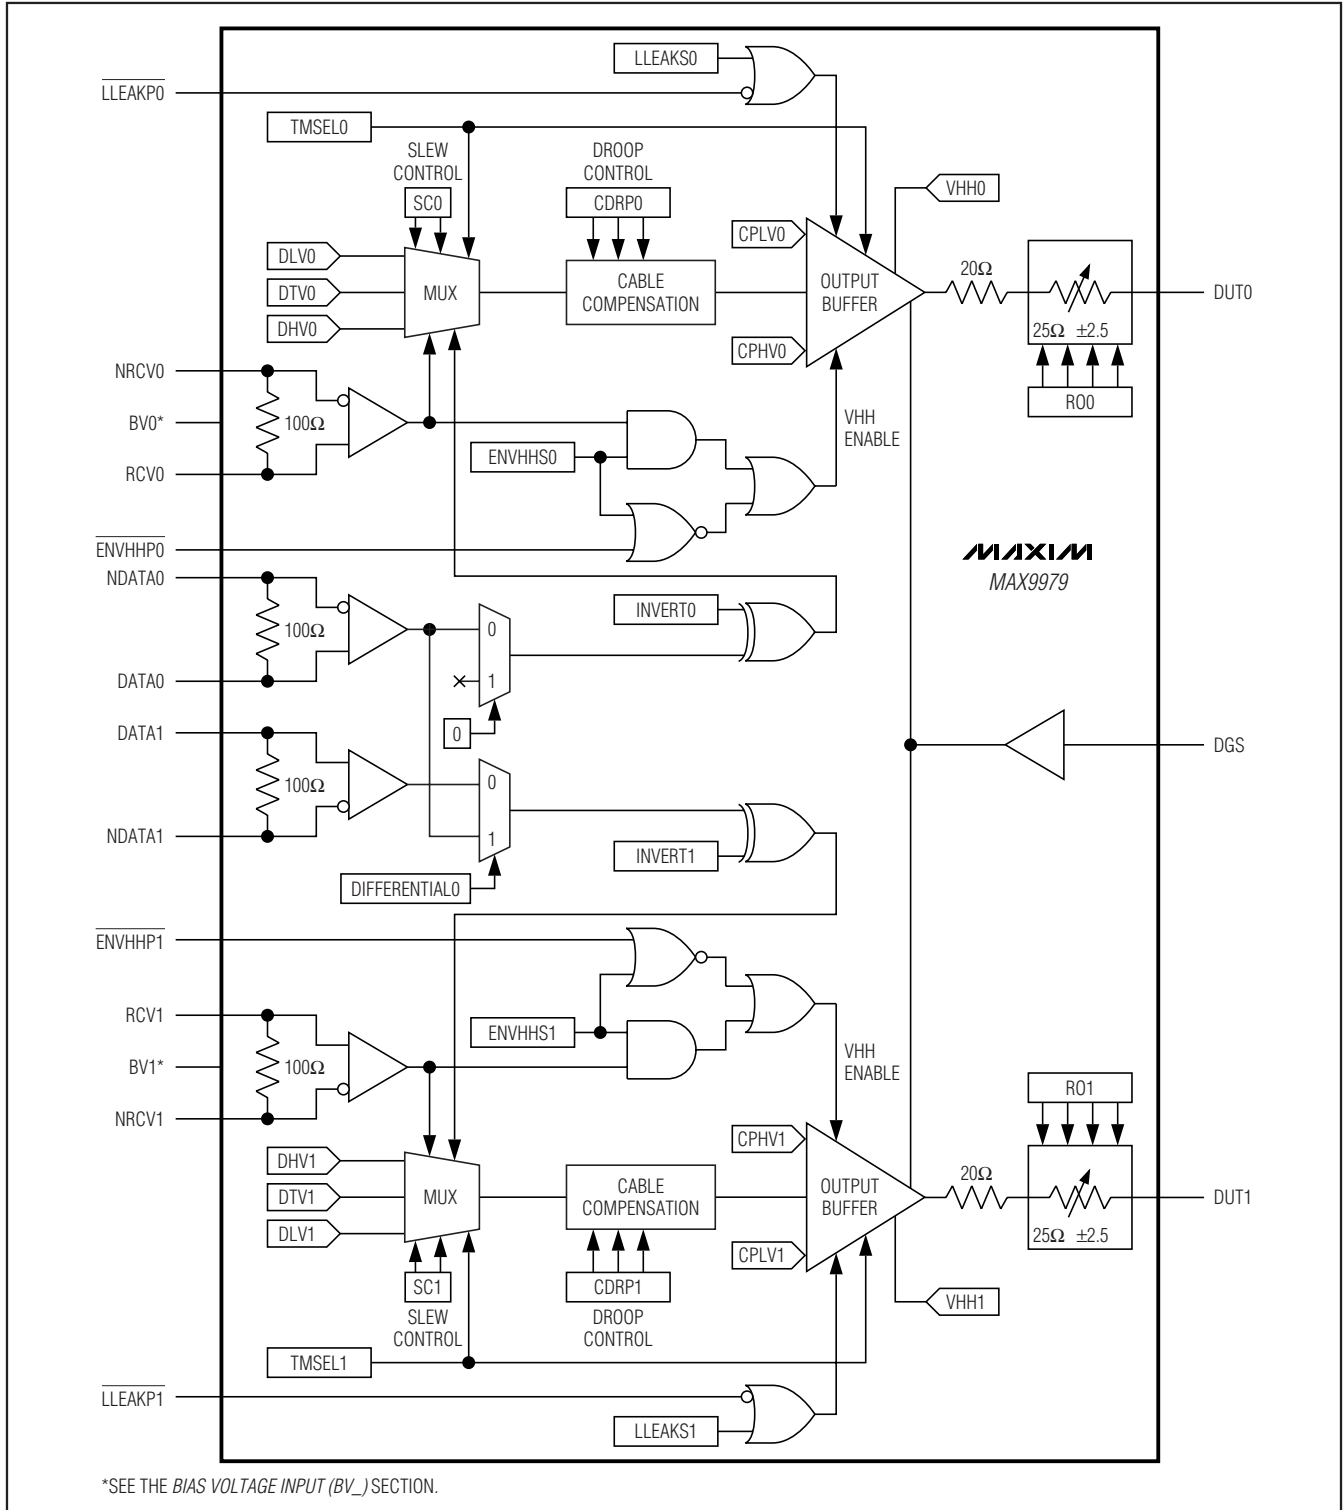 LLEAKS0
LLEAKP0
TMSEL0
SLEW
CONTROL
DROOP
CONTROL
SC0
CDRP0
VHH0
CPLV0
DLV0
DTV0
DHV0
MUX
CABLE
COMPENSATION
OUTPUT
BUFFER
20Ω
25Ω ±2.5
DUT0
CPHV0
RO0
NRCV0
BV0*
100Ω
RCV0
VHH
ENABLE
ENVHHS0
ENVHHP0
NDATA0
100Ω
DATA0
0
1
0
INVERT0
MAXIM
MAX9979
DATA1
100Ω
NDATA1
0
1
DIFFERENTIAL0
INVERT1
DGS
ENVHHP1
RCV1
BV1*
100Ω
NRCV1
ENVHHS1
VHH
ENABLE
RO1
CPHV1
DHV1
DTV1
DLV1
MUX
CABLE
COMPENSATION
OUTPUT
BUFFER
20Ω
25Ω ±2.5
DUT1
CPLV1
SC1
CDRP1
SLEW
CONTROL
DROOP
CONTROL
VHH1
TMSEL1
LLEAKP1
LLEAKS1
*SEE THE BIAS VOLTAGE INPUT (BV_) SECTION.